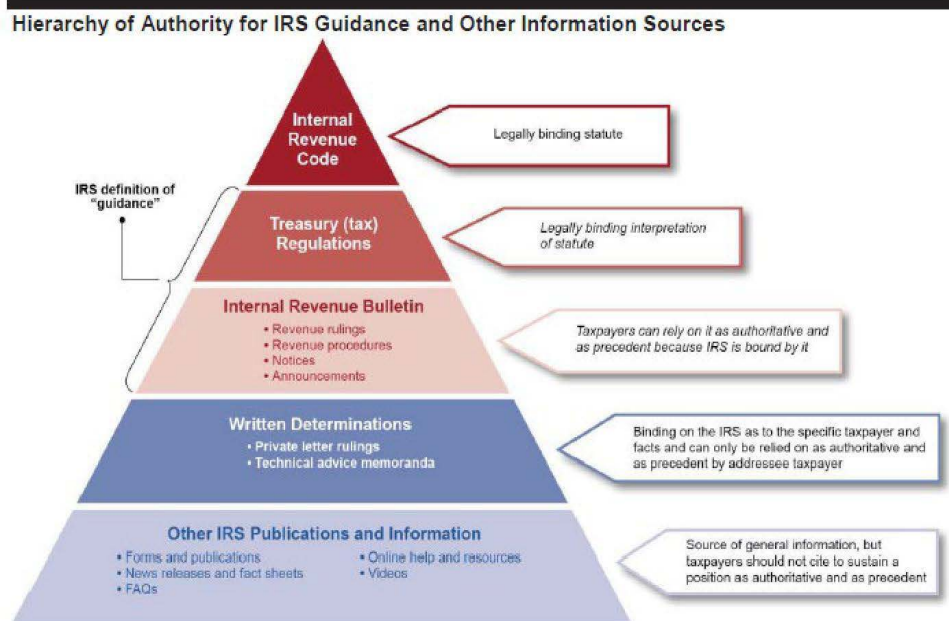 Hierarchy of Authority for IRS Guidance and Other Information Sources
Internal
Revenue
Code
Legally binding statute
IRS definition of
"guidance"
Treasury (tax)
Regulations
Legally binding interpretation
of statute
Internal Revenue Bulletin
• Revenue rulings
• Revenue procedures
• Notices
• Announcements
Taxpayers can rely on it as authoritative and
as precedent because IRS is bound by it
Written Determinations
• Private letter rulings
• Technical advice memoranda
Binding on the IRS as to the specific taxpayer and
facts and can only be relied on as authoritative and
as precedent by addressee taxpayer
Other IRS Publications and Information
• Forms and publications
• News releases and fact sheets
• FAQs
• Online help and resources
• Videos
Source of general information, but
taxpayers should not cite to sustain a
position as authoritative and as precedent